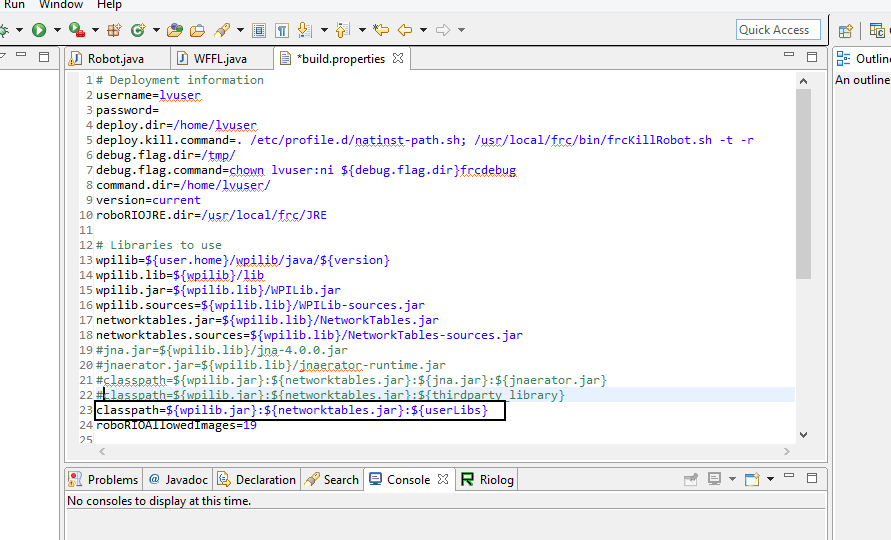 Run Window Help
Quick Access
Robot.java WFFL.java *build.properties
Outline
An outline
1 # Deployment information
2 username=lvuser
3 password=
4 deploy.dir=/home/lvuser
5 deploy.kill.command=. /etc/profile.d/natinst-path.sh; /usr/local/frc/bin/frcKillRobot.sh -t -r
6 debug.flag.dir=/tmp/
7 debug.flag.command=chown lvuser:ni ${debug.flag.dir}frcdebug
8 command.dir=/home/lvuser/
9 version=current
10 roboRIOJRE.dir=/usr/local/frc/JRE
11
12 # Libraries to use
13 wpilib=${user.home}/wpilib/java/${version}
14 wpilib.lib=${wpilib}/lib
15 wpilib.jar=${wpilib.lib}/WPILib.jar
16 wpilib.sources=${wpilib.lib}/WPILib-sources.jar
17 networktables.jar=${wpilib.lib}/NetworkTables.jar
18 networktables.sources=${wpilib.lib}/NetworkTables-sources.jar
19 #jna.jar=${wpilib.lib}/jna-4.0.0.jar
20 #jnaerator.jar=${wpilib.lib}/jnaerator-runtime.jar
21 #classpath=${wpilib.jar}:${networktables.jar}:${jna.jar}:${jnaerator.jar}
22 #classpath=${wpilib.jar}:${networktables.jar}:${thirdparty_library}
23 classpath=${wpilib.jar}:${networktables.jar}:${userLibs}
24 roboRIOAllowedImages=19
25
Problems @ Javadoc Declaration Search Console Riolog
No consoles to display at this time.